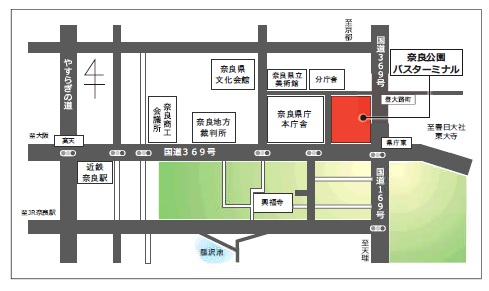 至京都
国道369号
奈良公園
バスターミナル
やすらぎの道
奈良県
文化会館
奈良県立
美術館
分庁舎
登大路町
奈良商工
会議所
奈良地方
裁判所
奈良県庁
本庁舎
至春日大社
東大寺
至大阪
高天
国道369号
県庁東
近鉄
奈良駅
国道169号
興福寺
至JR奈良駅
猿沢池
至天理